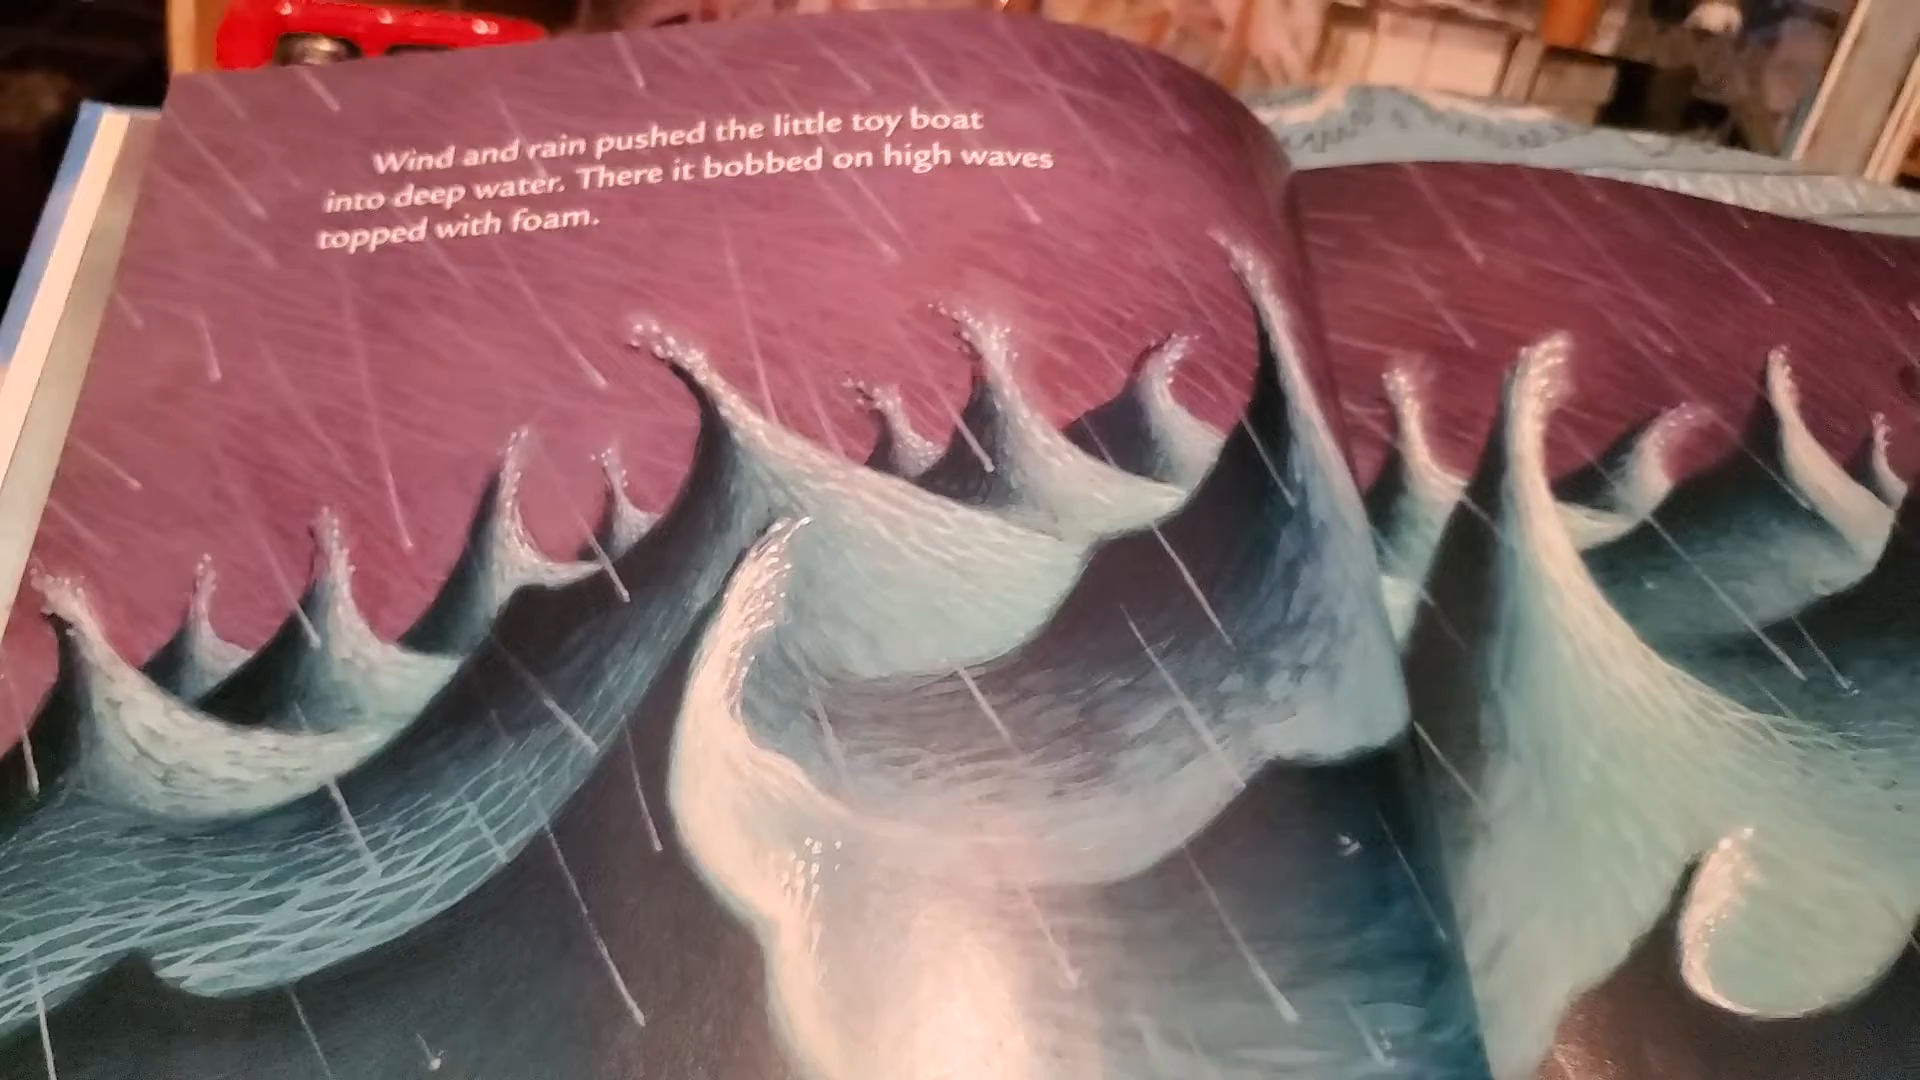 Wind and rain pushed the little toy boat
into deep water. There it bobbed on high waves
topped with foam.